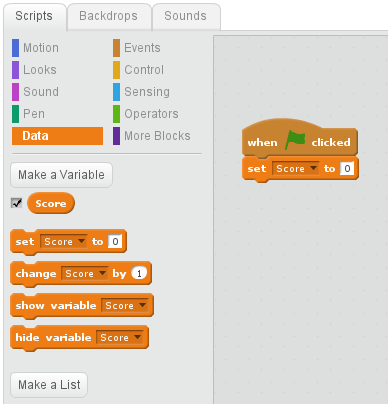 Scripts Backdrops Sounds
Motion Events
Looks Control
Sound Sensing
Pen Operators
Data More Blocks
Make a Variable
Score
set Score to 0
change Score by 1
show variable Score
hide variable Score
Make a List
when clicked
set Score to 0